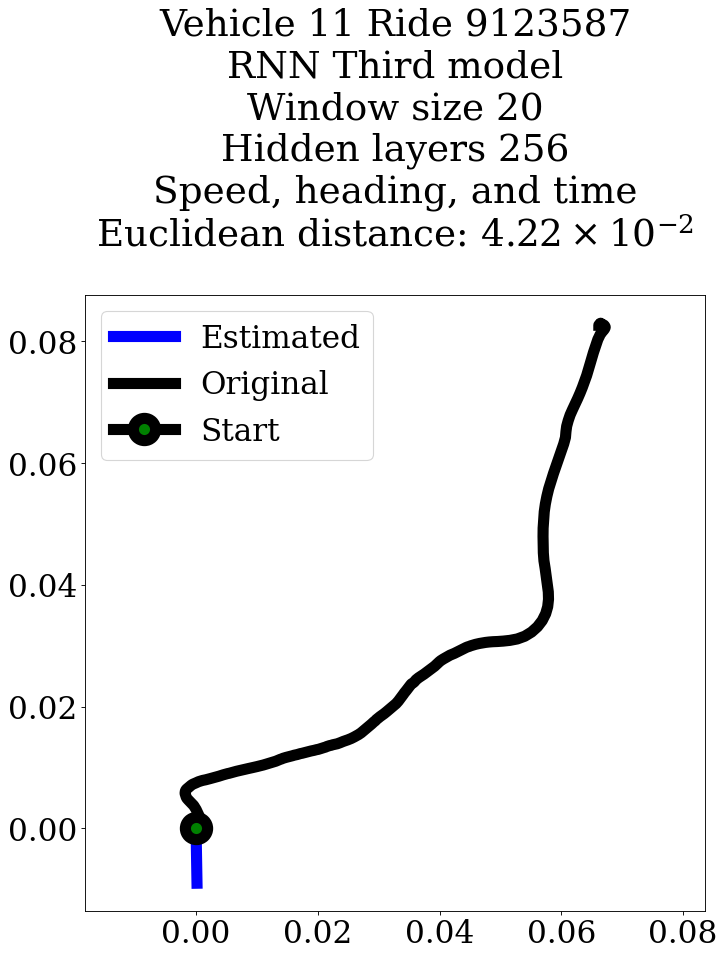 Vehicle 11 Ride 9123587
RNN Third model
Window size 20
Hidden layers 256
Speed, heading, and time
Euclidean distance: 4.22 × 10⁻²
Estimated
Original
Start
0.08
0.06
0.04
0.02
0.00
0.00 0.02 0.04 0.06 0.08